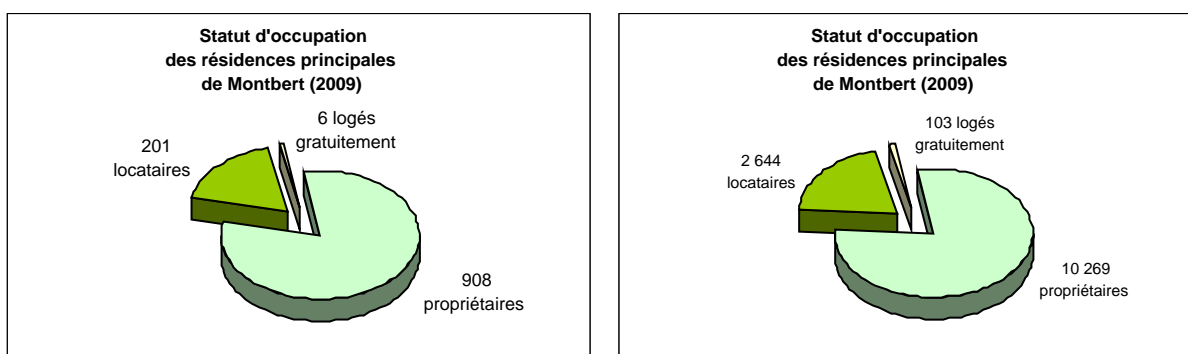 Statut d'occupation
des résidences principales
de Montbert (2009)
6 logés
gratuitement
201
locataires
908
propriétaires
Statut d'occupation
des résidences principales
de Montbert (2009)
103 logés
gratuitement
2 644
locataires
10 269
propriétaires